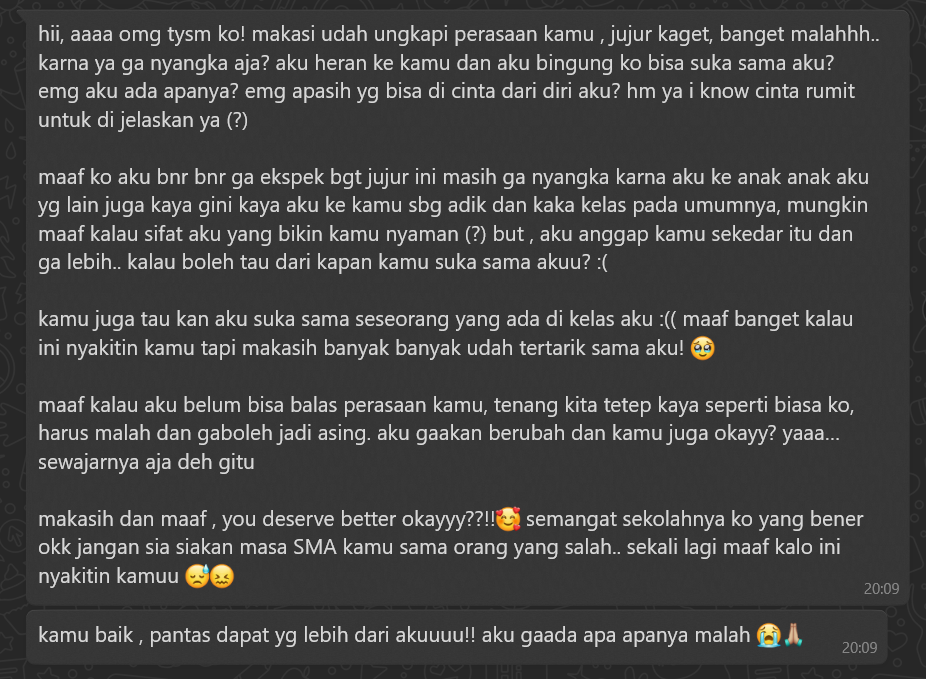 hii, aaaa omg tysm ko! makasi udah ungkapi perasaan kamu , jujur kaget, banget malahhh..
karna ya ga nyangka aja? aku heran ke kamu dan aku bingung ko bisa suka sama aku?
emg aku ada apanya? emg apasih yg bisa di cinta dari diri aku? hm ya i know cinta rumit
untuk di jelaskan ya (?)
maaf ko aku bnr bnr ga ekspek bgt jujur ini masih ga nyangka karna aku ke anak anak aku
yg lain juga kaya gini kaya aku ke kamu sbg adik dan kaka kelas pada umumnya, mungkin
maaf kalau sifat aku yang bikin kamu nyaman (?) but , aku anggap kamu sekedar itu dan
ga lebih.. kalau boleh tau dari kapan kamu suka sama akuu? :(
kamu juga tau kan aku suka sama seseorang yang ada di kelas aku :(( maaf banget kalau
ini nyakitin kamu tapi makasih banyak banyak udah tertarik sama aku! 🥹
maaf kalau aku belum bisa balas perasaan kamu, tenang kita tetep kaya seperti biasa ko,
harus malah dan gaboleh jadi asing. aku gaakan berubah dan kamu juga okayy? yaaa...
sewajarnya aja deh gitu
makasih dan maaf , you deserve better okayyy??!!🥰 semangat sekolahnya ko yang bener
okk jangan sia siakan masa SMA kamu sama orang yang salah.. sekali lagi maaf kalo ini
nyakitin kamuu 😓😖
20:09
kamu baik , pantas dapat yg lebih dari akuuuu!! aku gaada apa apanya malah 😭🙏🏼
20:09